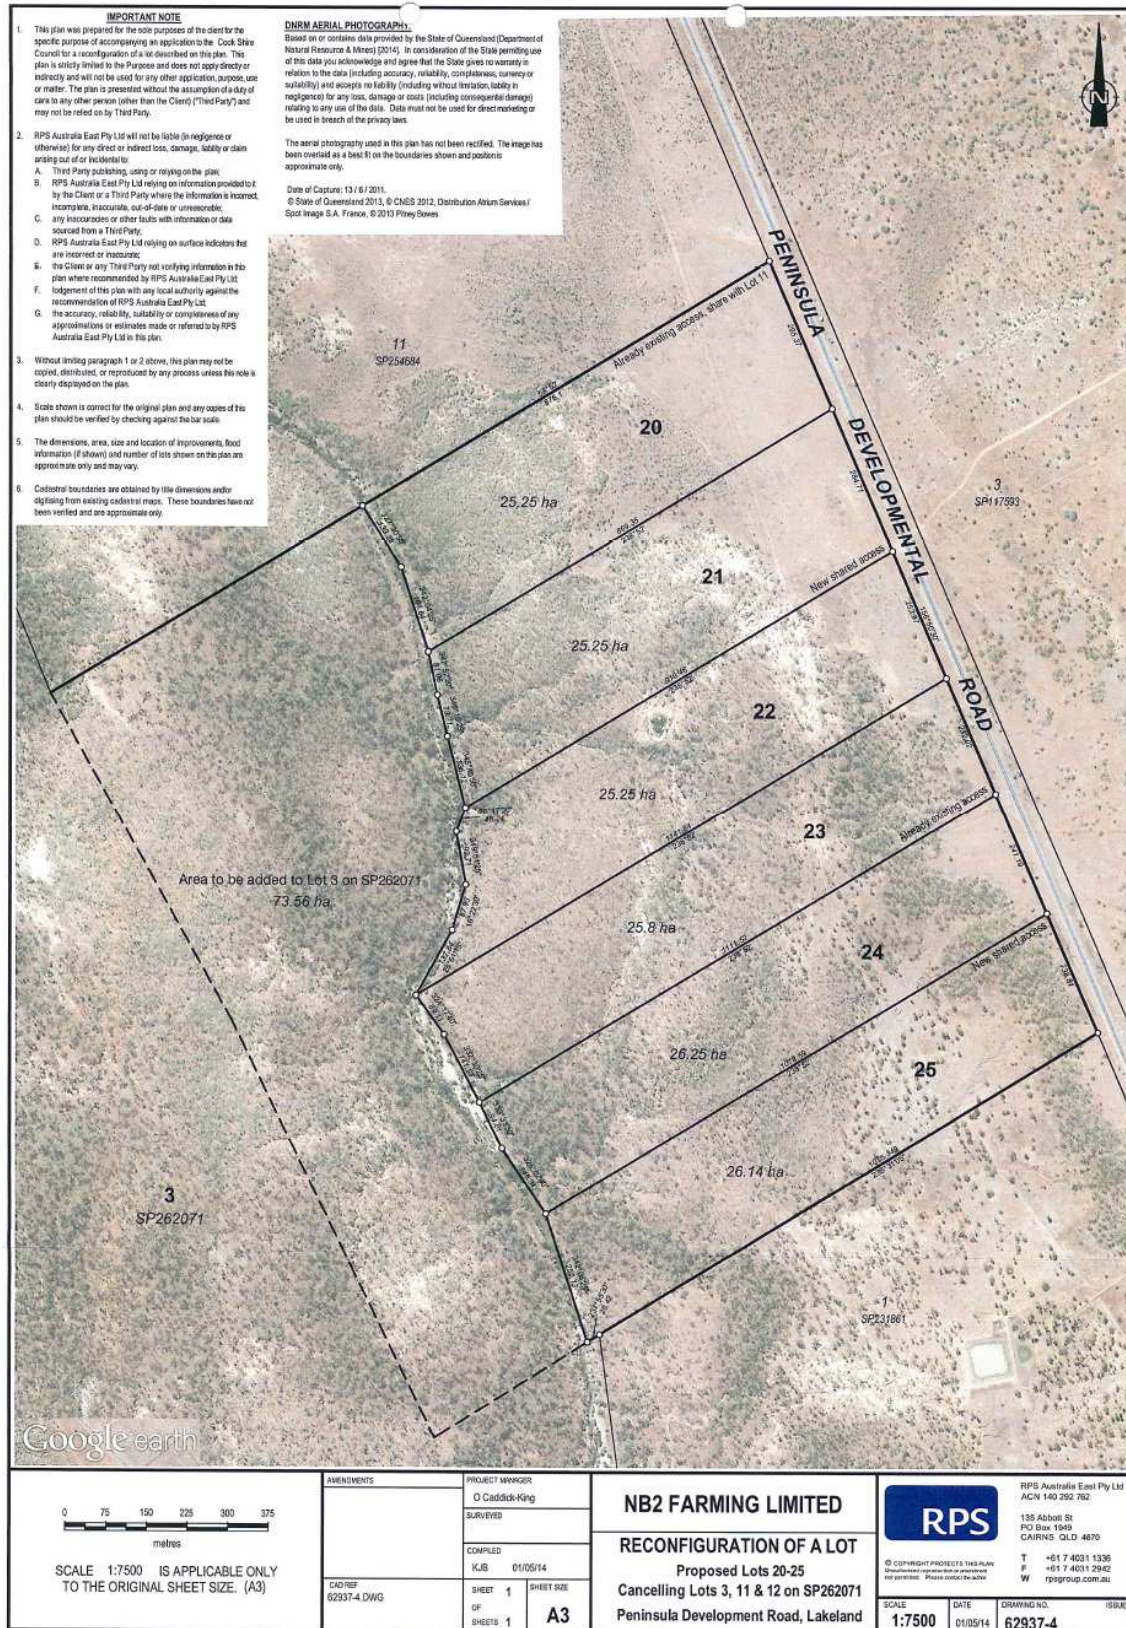 IMPORTANT NOTE
1. This plan was prepared for the sole purposes of the client for the
specific purpose of accompanying an application to the Cook Shire
Council for a reconfiguration of a lot described on this plan. This
plan is strictly limited to the Purpose and does not apply directly or
indirectly and will not be used for any other application, purpose, use
or matter. The plan is presented without the assumption of a duty of
care to any other person (other than the Client) ("Third Party") and
may not be relied on by Third Party.
2. RPS Australia East Pty Ltd will not be liable (in negligence or
otherwise) for any direct or indirect loss, damage, liability or claim
arising out of or incidental to:
A. Third Party publishing, using or relying on the plan;
B. RPS Australia East Pty Ltd relying on information provided to it
by the Client or a Third Party where the information is incorrect,
incomplete, inaccurate, out-of-date or unreasonable;
C. any inaccuracies or other faults with information or data
sourced from a Third Party;
D. RPS Australia East Pty Ltd relying on surface indicators that
are incorrect or inaccurate;
E. the Client or any Third Party not verifying information in this
plan where recommended by RPS Australia East Pty Ltd;
F. lodgement of this plan with any local authority against the
recommendation of RPS Australia East Pty Ltd;
G. the accuracy, reliability, suitability or completeness of any
approximations or estimates made or referred to by RPS
Australia East Pty Ltd in this plan.
3. Without limiting paragraph 1 or 2 above, this plan may not be
copied, distributed, or reproduced by any process unless this note is
clearly displayed on the plan.
4. Scale shown is correct for the original plan and any copies of this
plan should be verified by checking against the bar scale.
5. The dimensions, area, size and location of improvements, flood
information (if shown) and number of lots shown on this plan are
approximate only and may vary.
6. Cadastral boundaries are obtained by title dimensions and/or
digitising from existing cadastral maps. These boundaries have not
been verified and are approximate only.
DNRM AERIAL PHOTOGRAPHY:
Based on or contains data provided by the State of Queensland (Department of
Natural Resource & Mines) [2014]. In consideration of the State permitting use
of this data you acknowledge and agree that the State gives no warranty in
relation to the data (including accuracy, reliability, completeness, currency or
suitability) and accepts no liability (including without limitation, liability in
negligence) for any loss, damage or costs (including consequential damage)
relating to any use of the data. Data must not be used for direct marketing or
be used in breach of the privacy laws.
The aerial photography used in this plan has not been rectified. The image has
been overlaid as a best fit on the boundaries shown and position is
approximate only.
Date of Capture: 13 / 6 / 2011.
© State of Queensland 2013, © CNES 2012, Distribution Atrium Services /
Spot Image S.A. France, © 2013 Pitney Bowes
N
PENINSULA
DEVELOPMENTAL
ROAD
Already existing access, share with Lot 11
11
SP254684
20
25.25 ha
3
SP117593
21
New shared access
25.25 ha
22
25.25 ha
23
Already existing access
Area to be added to Lot 3 on SP262071
73.56 ha
25.8 ha
24
New shared access
26.25 ha
25
26.14 ha
3
SP262071
1
SP231861
Google earth
0 75 150 225 300 375
metres
SCALE 1:7500 IS APPLICABLE ONLY
TO THE ORIGINAL SHEET SIZE. (A3)
AMENDMENTS
CAD REF
62937-4.DWG
PROJECT MANAGER
O Caddick-King
SURVEYED
COMPILED
KJB 01/05/14
SHEET 1
OF
SHEETS 1
SHEET SIZE
A3
NB2 FARMING LIMITED
RECONFIGURATION OF A LOT
Proposed Lots 20-25
Cancelling Lots 3, 11 & 12 on SP262071
Peninsula Development Road, Lakeland
RPS
© COPYRIGHT PROTECTS THIS PLAN
Unauthorised reproduction or amendment
not permitted. Please contact the author
RPS Australia East Pty Ltd
ACN 140 292 762
135 Abbott St
PO Box 1949
CAIRNS QLD 4870
T +61 7 4031 1336
F +61 7 4031 2942
W rpsgroup.com.au
SCALE
1:7500
DATE
01/05/14
DRAWING NO.
62937-4
ISSUE